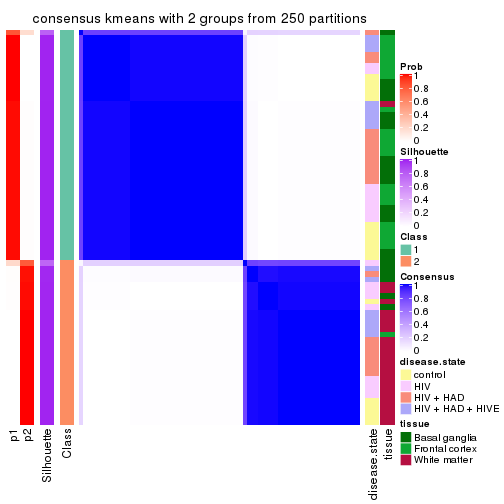 consensus kmeans with 2 groups from 250 partitions
p1
p2
Silhouette
Class
disease.state
tissue
Prob
1
0.8
0.6
0.4
0.2
0
Silhouette
1
0.8
0.6
0.4
0.2
0
Class
1
2
Consensus
1
0.8
0.6
0.4
0.2
0
disease.state
control
HIV
HIV + HAD
HIV + HAD + HIVE
tissue
Basal ganglia
Frontal cortex
White matter